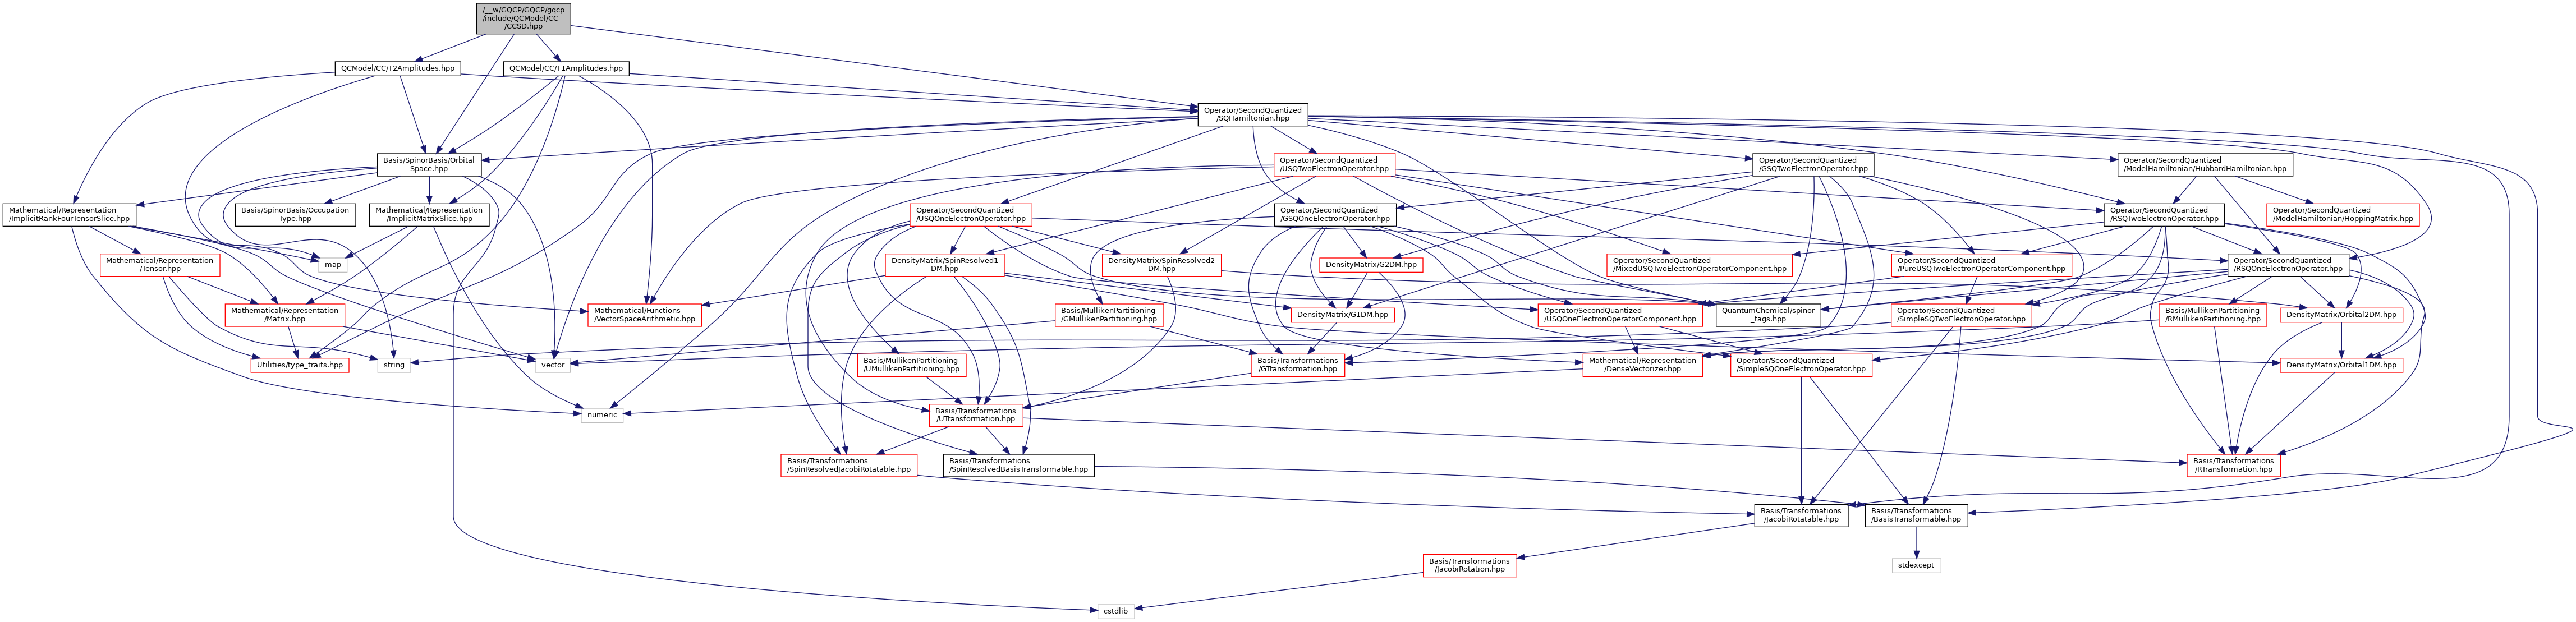 /__w/GQCP/GQCP/gqcp
/include/QCModel/CC
/CCSD.hpp
QCModel/CC/T2Amplitudes.hpp
QCModel/CC/T1Amplitudes.hpp
Operator/SecondQuantized
/SQHamiltonian.hpp
Basis/SpinorBasis/Orbital
Space.hpp
Operator/SecondQuantized
/USQTwoElectronOperator.hpp
Operator/SecondQuantized
/GSQTwoElectronOperator.hpp
Operator/SecondQuantized
/ModelHamiltonian/HubbardHamiltonian.hpp
Mathematical/Representation
/ImplicitRankFourTensorSlice.hpp
Basis/SpinorBasis/Occupation
Type.hpp
Mathematical/Representation
/ImplicitMatrixSlice.hpp
Operator/SecondQuantized
/USQOneElectronOperator.hpp
Operator/SecondQuantized
/GSQOneElectronOperator.hpp
Operator/SecondQuantized
/RSQTwoElectronOperator.hpp
Operator/SecondQuantized
/ModelHamiltonian/HoppingMatrix.hpp
Mathematical/Representation
/Tensor.hpp
map
DensityMatrix/SpinResolved1
DM.hpp
DensityMatrix/SpinResolved2
DM.hpp
DensityMatrix/G2DM.hpp
Operator/SecondQuantized
/MixedUSQTwoElectronOperatorComponent.hpp
Operator/SecondQuantized
/PureUSQTwoElectronOperatorComponent.hpp
Operator/SecondQuantized
/RSQOneElectronOperator.hpp
Mathematical/Representation
/Matrix.hpp
Mathematical/Functions
/VectorSpaceArithmetic.hpp
Basis/MullikenPartitioning
/GMullikenPartitioning.hpp
DensityMatrix/G1DM.hpp
Operator/SecondQuantized
/USQOneElectronOperatorComponent.hpp
QuantumChemical/spinor
_tags.hpp
Operator/SecondQuantized
/SimpleSQTwoElectronOperator.hpp
Basis/MullikenPartitioning
/RMullikenPartitioning.hpp
DensityMatrix/Orbital2DM.hpp
Utilities/type_traits.hpp
string
vector
Basis/MullikenPartitioning
/UMullikenPartitioning.hpp
Basis/Transformations
/GTransformation.hpp
Mathematical/Representation
/DenseVectorizer.hpp
Operator/SecondQuantized
/SimpleSQOneElectronOperator.hpp
DensityMatrix/Orbital1DM.hpp
numeric
Basis/Transformations
/UTransformation.hpp
Basis/Transformations
/SpinResolvedJacobiRotatable.hpp
Basis/Transformations
/SpinResolvedBasisTransformable.hpp
Basis/Transformations
/RTransformation.hpp
Basis/Transformations
/JacobiRotatable.hpp
Basis/Transformations
/BasisTransformable.hpp
Basis/Transformations
/JacobiRotation.hpp
stdexcept
cstdlib